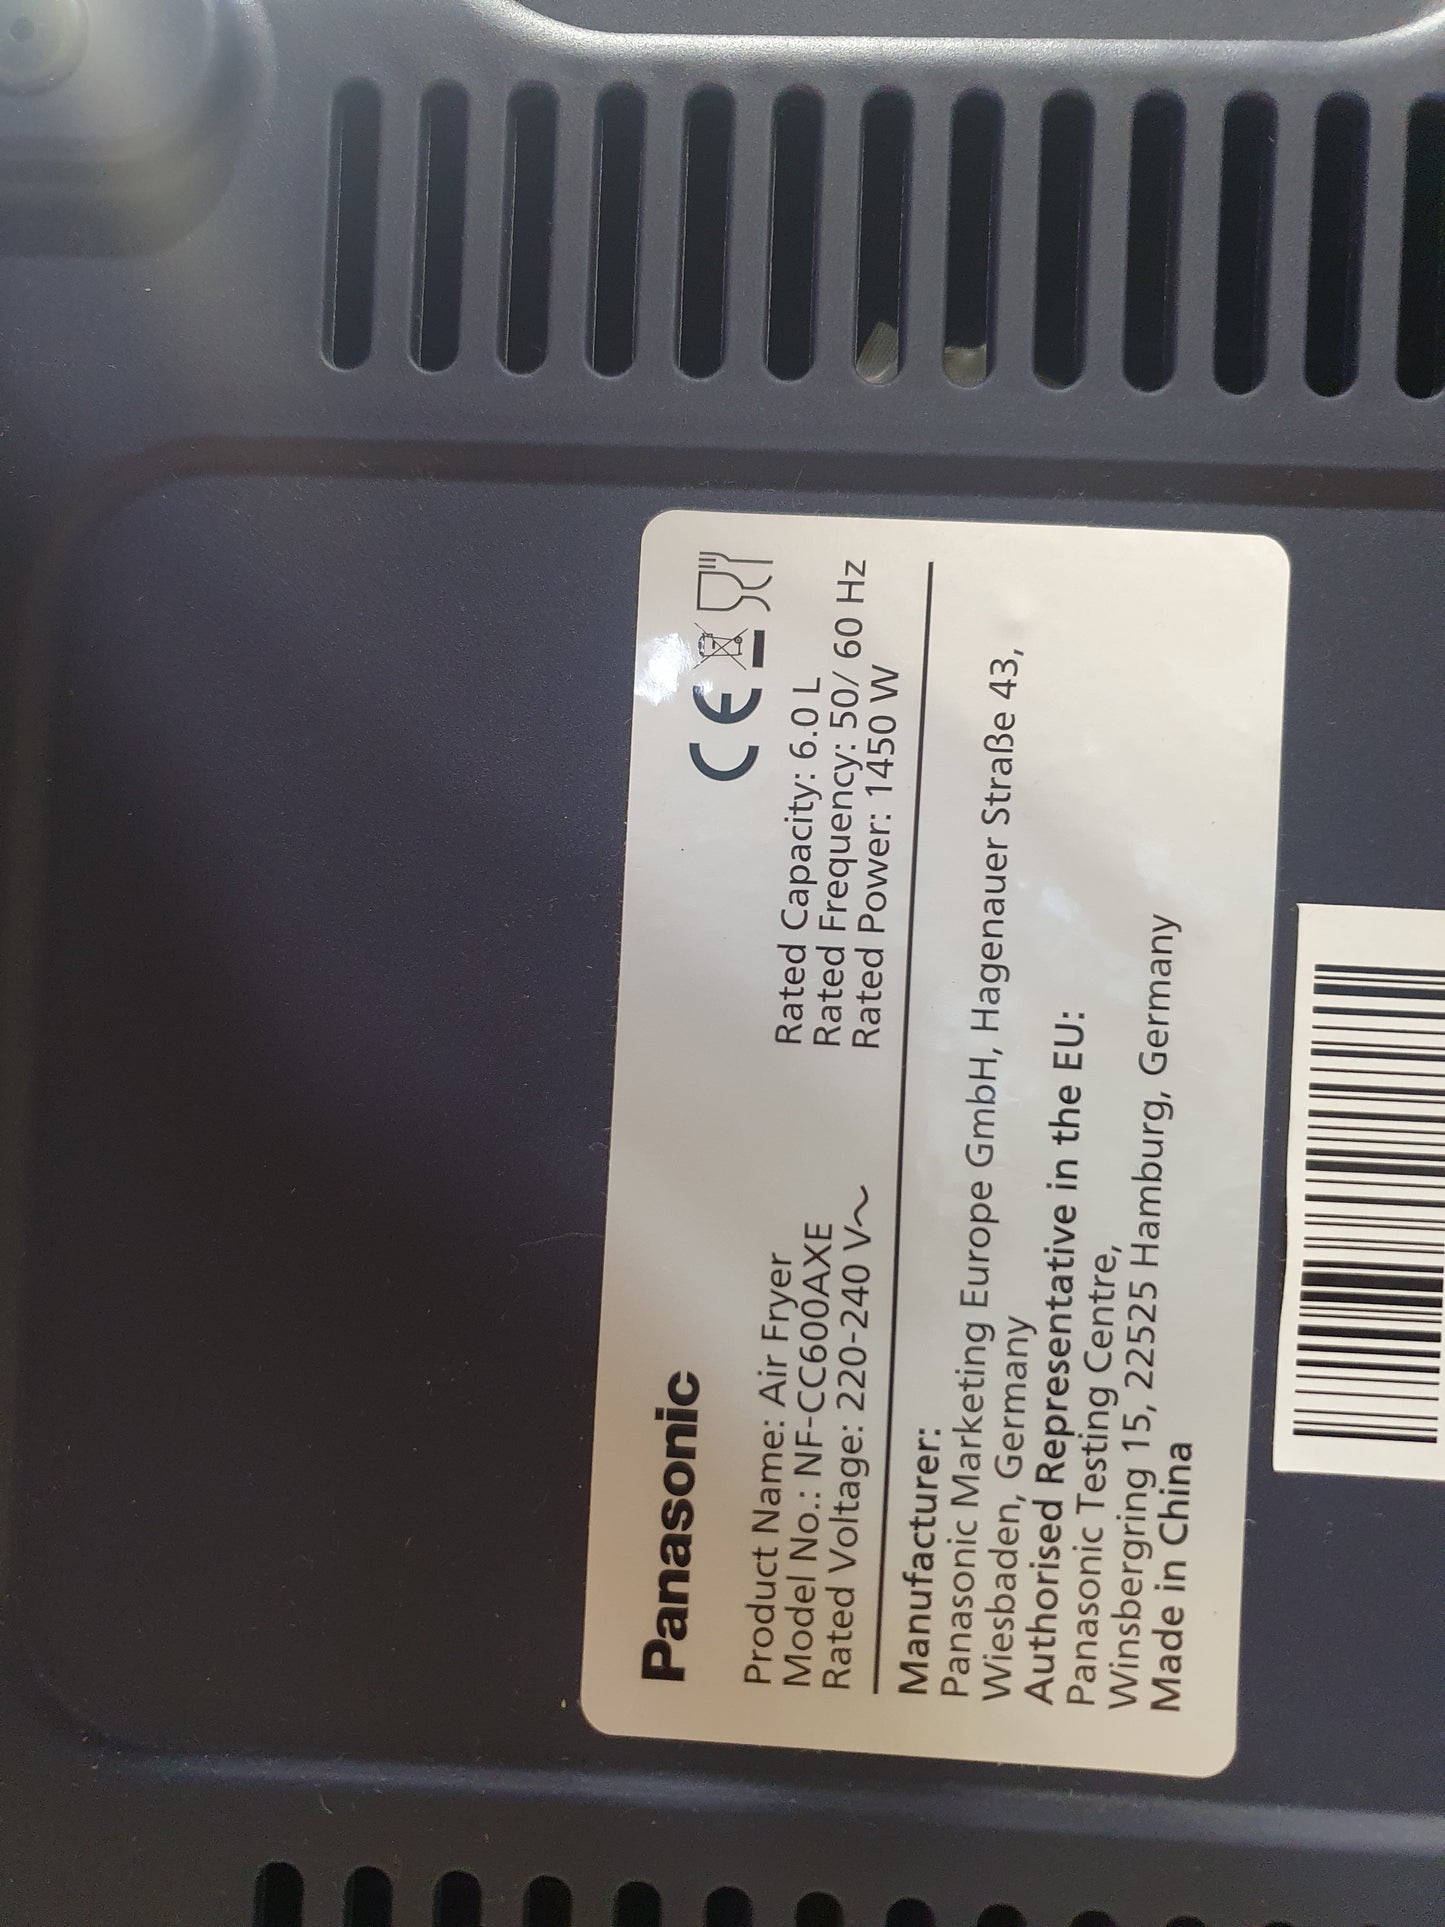 Panasonic
CE
Product Name: Air Fryer
Model No.: NF-CC600AXE
Rated Voltage: 220-240 V~
Rated Capacity: 6.0 L
Rated Frequency: 50/ 60 Hz
Rated Power: 1450 W
Manufacturer:
Panasonic Marketing Europe GmbH, Hagenauer Straße 43,
Wiesbaden, Germany
Authorised Representative in the EU:
Panasonic Testing Centre,
Winsbergring 15, 22525 Hamburg, Germany
Made in China